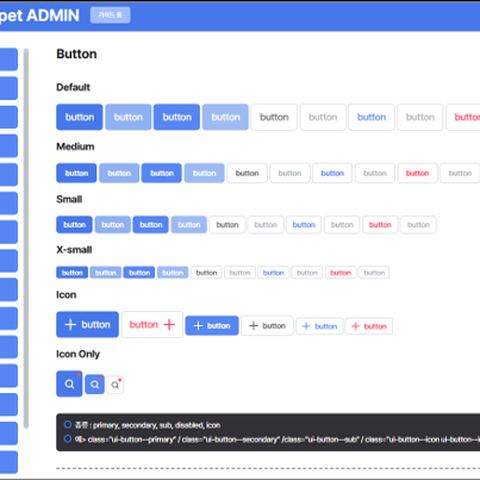 pet ADMIN 가이드 홈
Button
Default
button button button button button button button button button
Medium
button button button button button button button button button button
Small
button button button button button button button button button
X-small
button button button button button button button button button
Icon
button button button button button button
Icon Only
종류 : primary, secondary, sub, disabled, icon
예> class="ui-button--primary" / class="ui-button--secondary" /class="ui-button--sub" / class="ui-button--icon ui-button--i